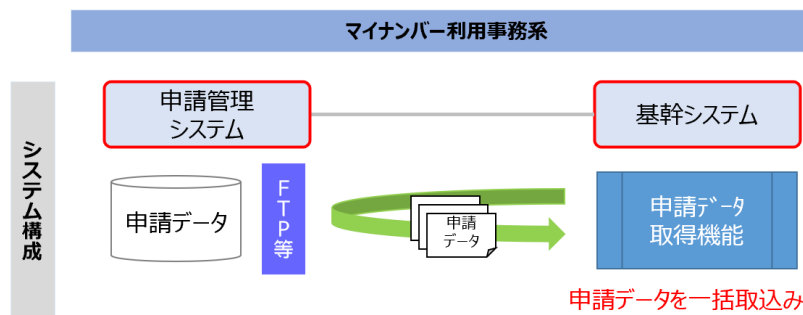 マイナンバー利用事務系
システム構成
申請管理
システム
基幹システム
申請データ
FTP等
申請
データ
申請ﾃﾞｰﾀ
取得機能
申請データを一括取込み